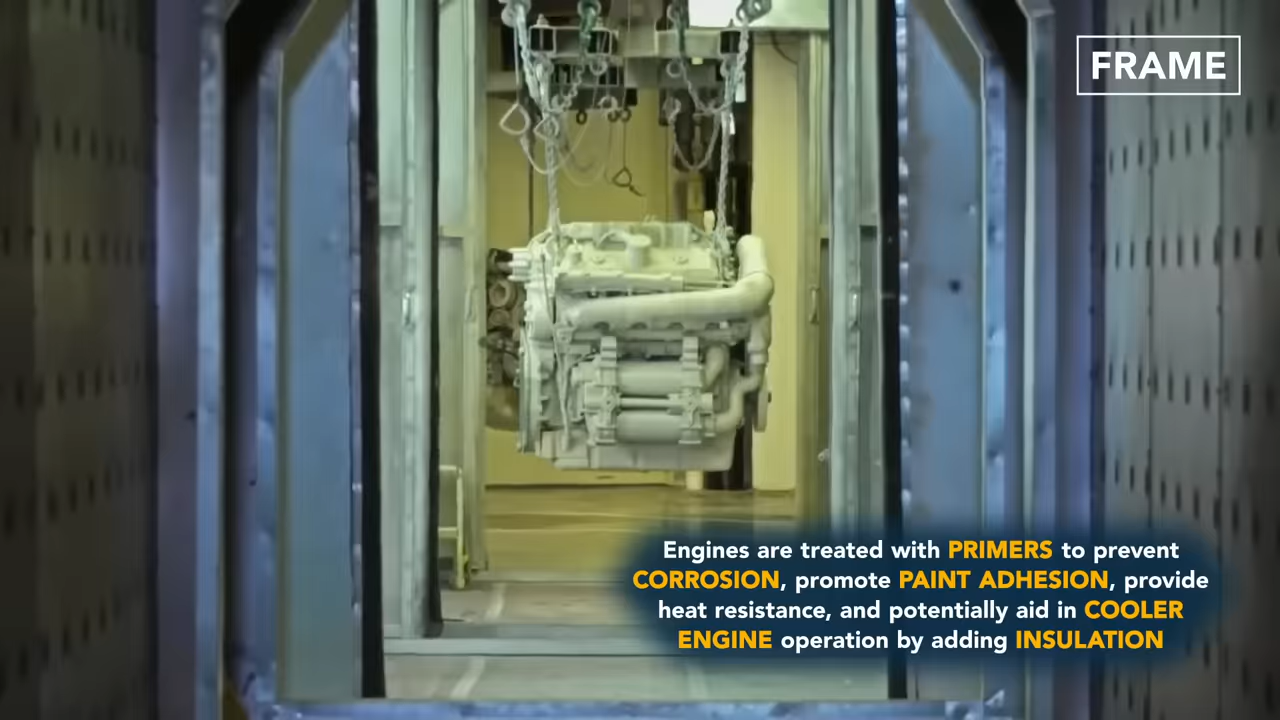 FRAME
Engines are treated with PRIMERS to prevent
CORROSION, promote PAINT ADHESION, provide
heat resistance, and potentially aid in COOLER
ENGINE operation by adding INSULATION